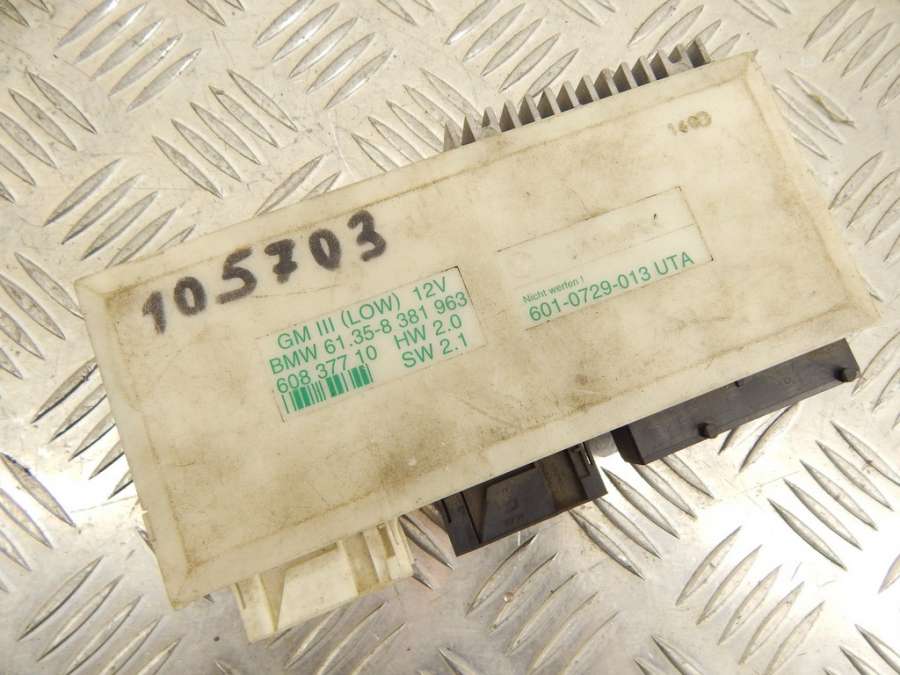 105703
GM III (LOW) 12V
BMW 61.35-8 381 963
608 377 10 HW 2.0
SW 2.1
Nicht werfen !
601-0729-013 UTA